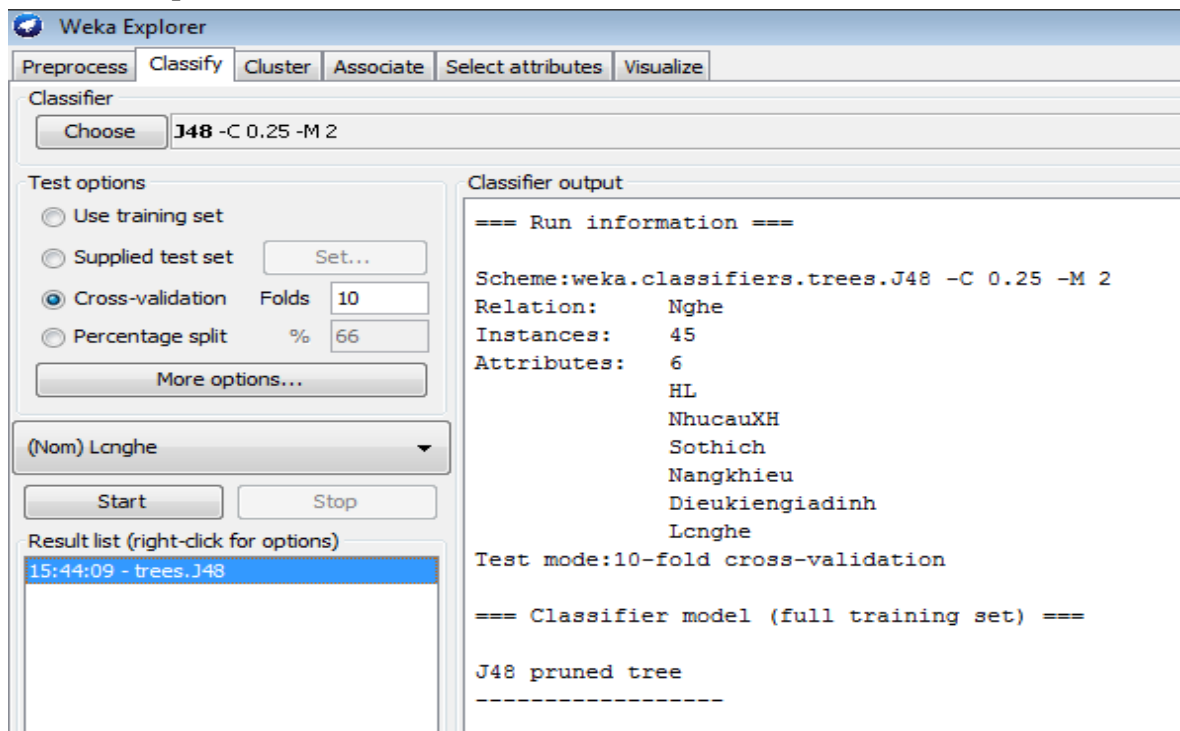 Weka Explorer
Preprocess Classify Cluster Associate Select attributes Visualize
Classifier
Choose J48 -C 0.25 -M 2
Test options
Use training set
Supplied test set Set...
Cross-validation Folds 10
Percentage split % 66
More options...
(Nom) Lcnghe
Start Stop
Result list (right-click for options)
15:44:09 - trees.J48
Classifier output
=== Run information ===
Scheme:weka.classifiers.trees.J48 -C 0.25 -M 2
Relation: Nghe
Instances: 45
Attributes: 6
HL
NhucauXH
Sothich
Nangkhieu
Dieukiengiadinh
Lcnghe
Test mode:10-fold cross-validation
=== Classifier model (full training set) ===
J48 pruned tree
------------------